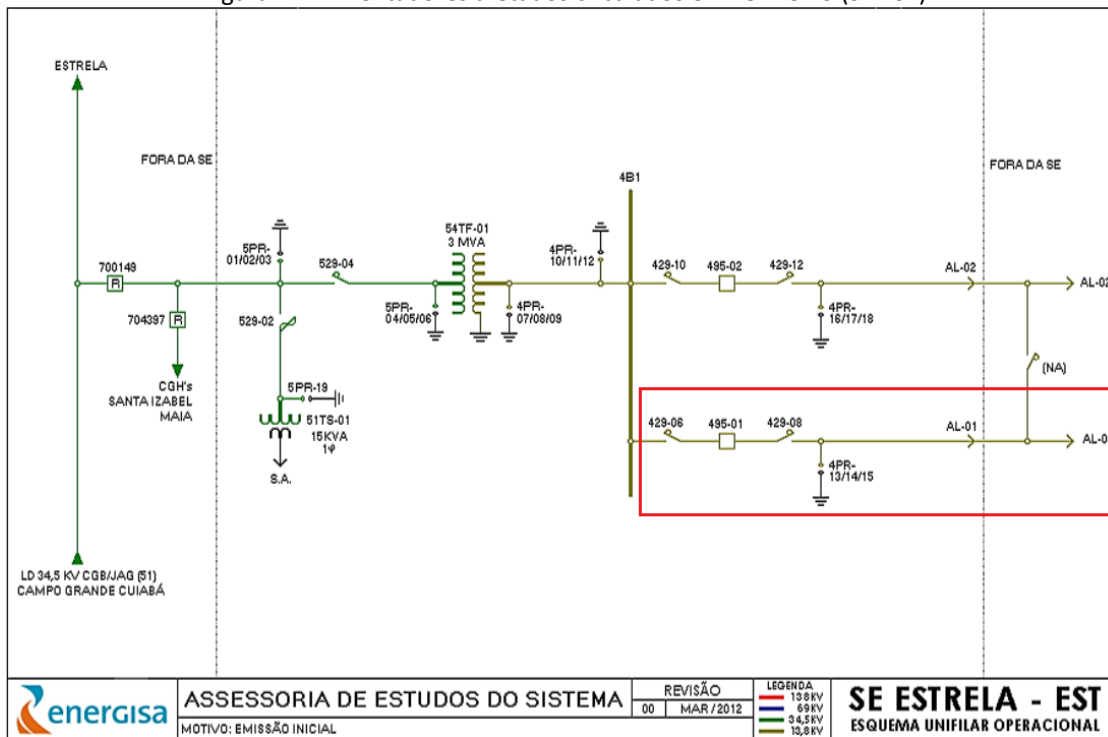 ESTRELA
FORA DA SE
FORA DA SE
4B1
54TF-01
3 MVA
5PR-
01/02/03
4PR-
10/11/12
700149
R
529-04
429-10
495-02
429-12
AL-02
AL-02
704397
R
529-02
5PR-
04/05/06
4PR-
07/08/09
4PR-
16/17/18
(NA)
CGH's
SANTA IZABEL
MAIA
5PR-19
51TS-01
15KVA
1φ
S.A.
429-06
495-01
429-08
AL-01
AL-0
4PR-
13/14/15
LD 34,5 KV CGB/JAG (51)
CAMPO GRANDE CUIABÁ
energisa
ASSESSORIA DE ESTUDOS DO SISTEMA
MOTIVO: EMISSÃO INICIAL
REVISÃO
00 MAR/2012
LEGENDA
138KV
69KV
34,5KV
13,8KV
SE ESTRELA - EST
ESQUEMA UNIFILAR OPERACIONAL